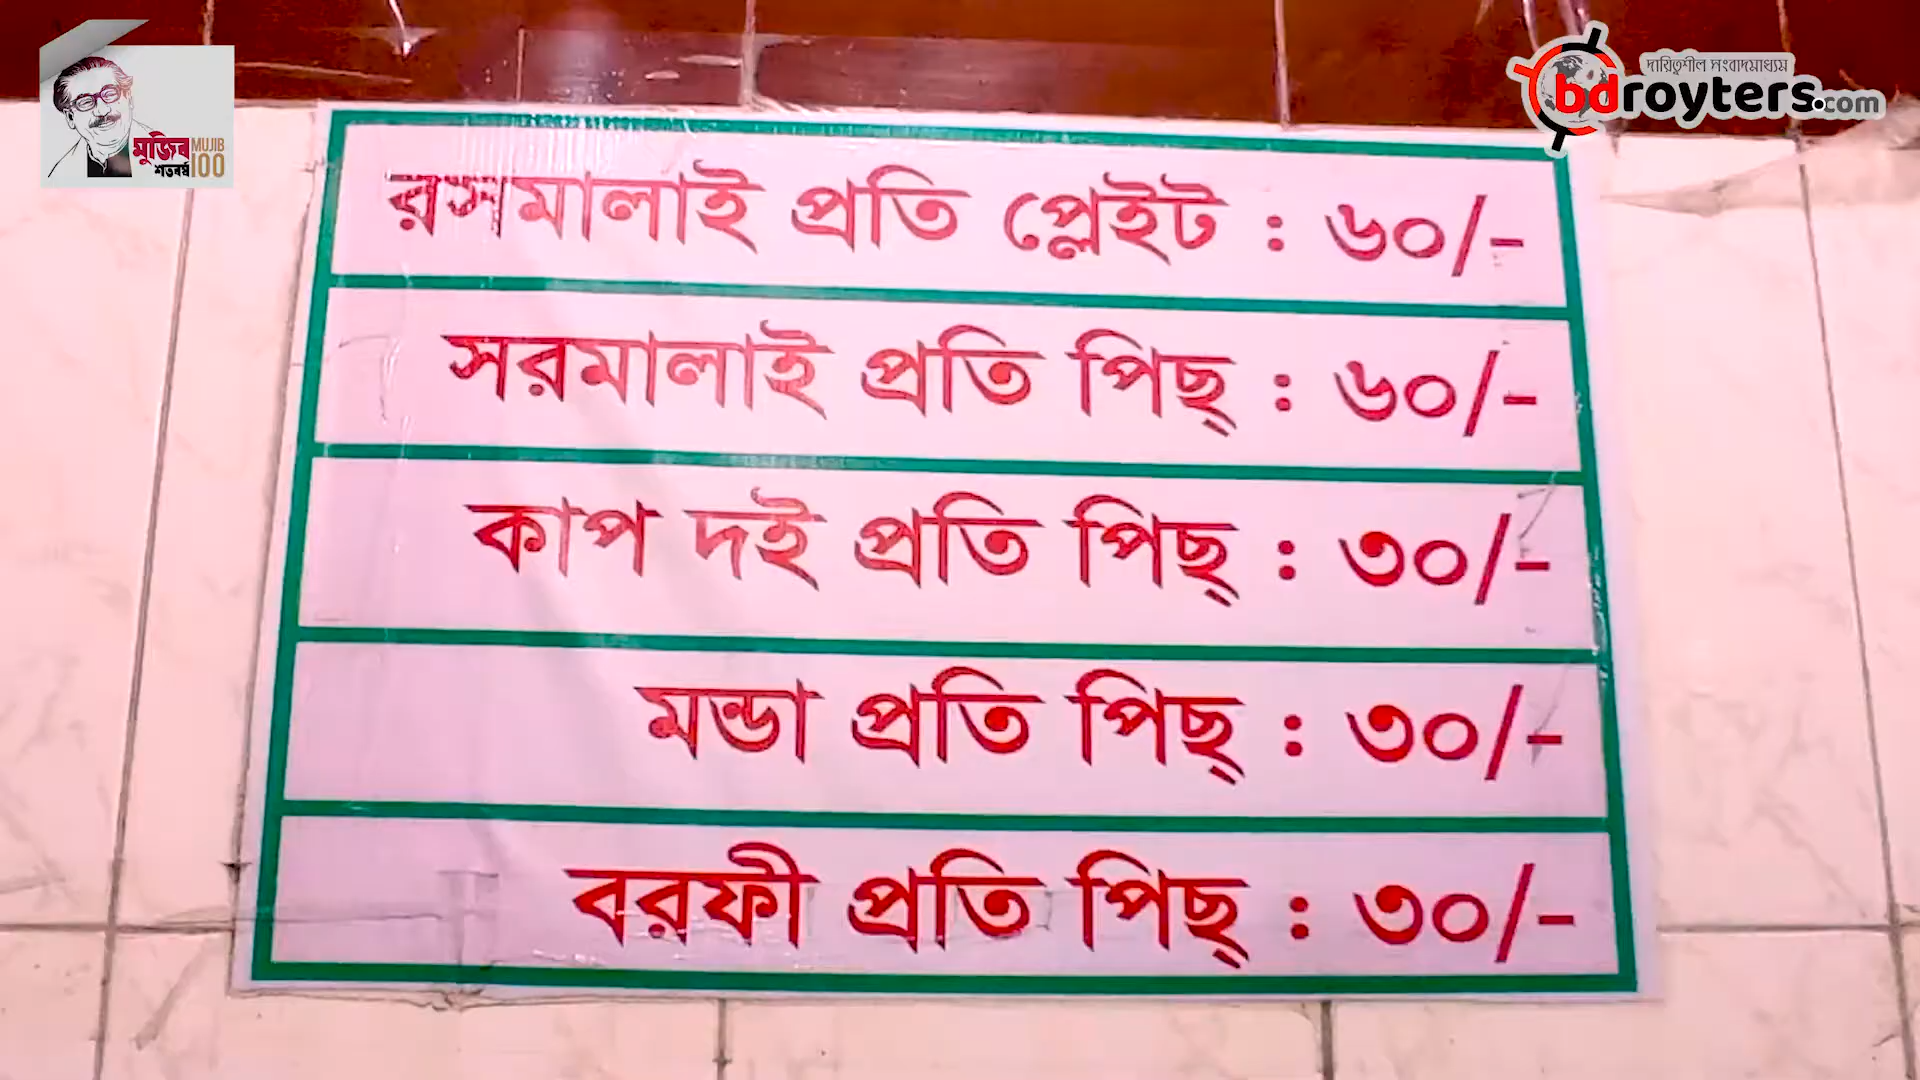 মুজিব MUJIB
শতবর্ষ 100
দায়িত্বশীল সংবাদমাধ্যম
bdroyters.com
রসমালাই প্রতি প্লেইট : ৬০/-
সরমালাই প্রতি পিছ্ : ৬০/-
কাপ দই প্রতি পিছ্ : ৩০/-
মন্ডা প্রতি পিছ্ : ৩০/-
বরফী প্রতি পিছ্ : ৩০/-